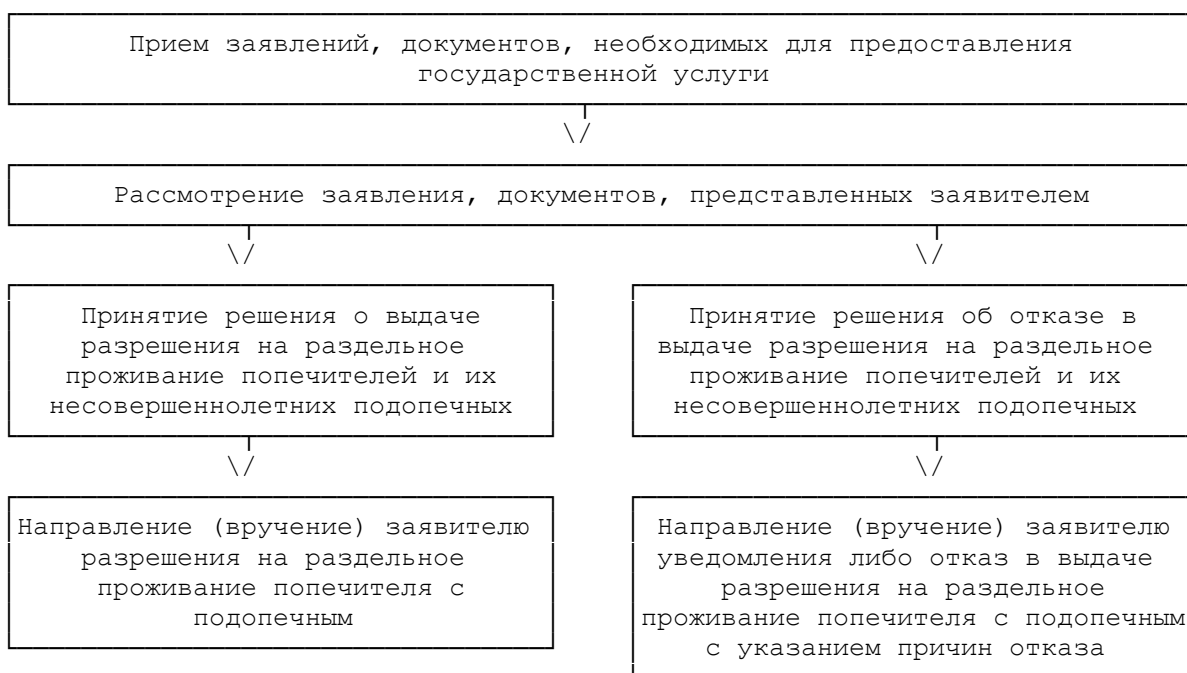 Прием заявлений, документов, необходимых для предоставления
государственной услуги
\/
Рассмотрение заявления, документов, представленных заявителем
\/ \/
Принятие решения о выдаче
разрешения на раздельное
проживание попечителей и их
несовершеннолетних подопечных
Принятие решения об отказе в
выдаче разрешения на раздельное
проживание попечителей и их
несовершеннолетних подопечных
\/ \/
Направление (вручение) заявителю
разрешения на раздельное
проживание попечителя с
подопечным
Направление (вручение) заявителю
уведомления либо отказ в выдаче
разрешения на раздельное
проживание попечителя с подопечным
с указанием причин отказа